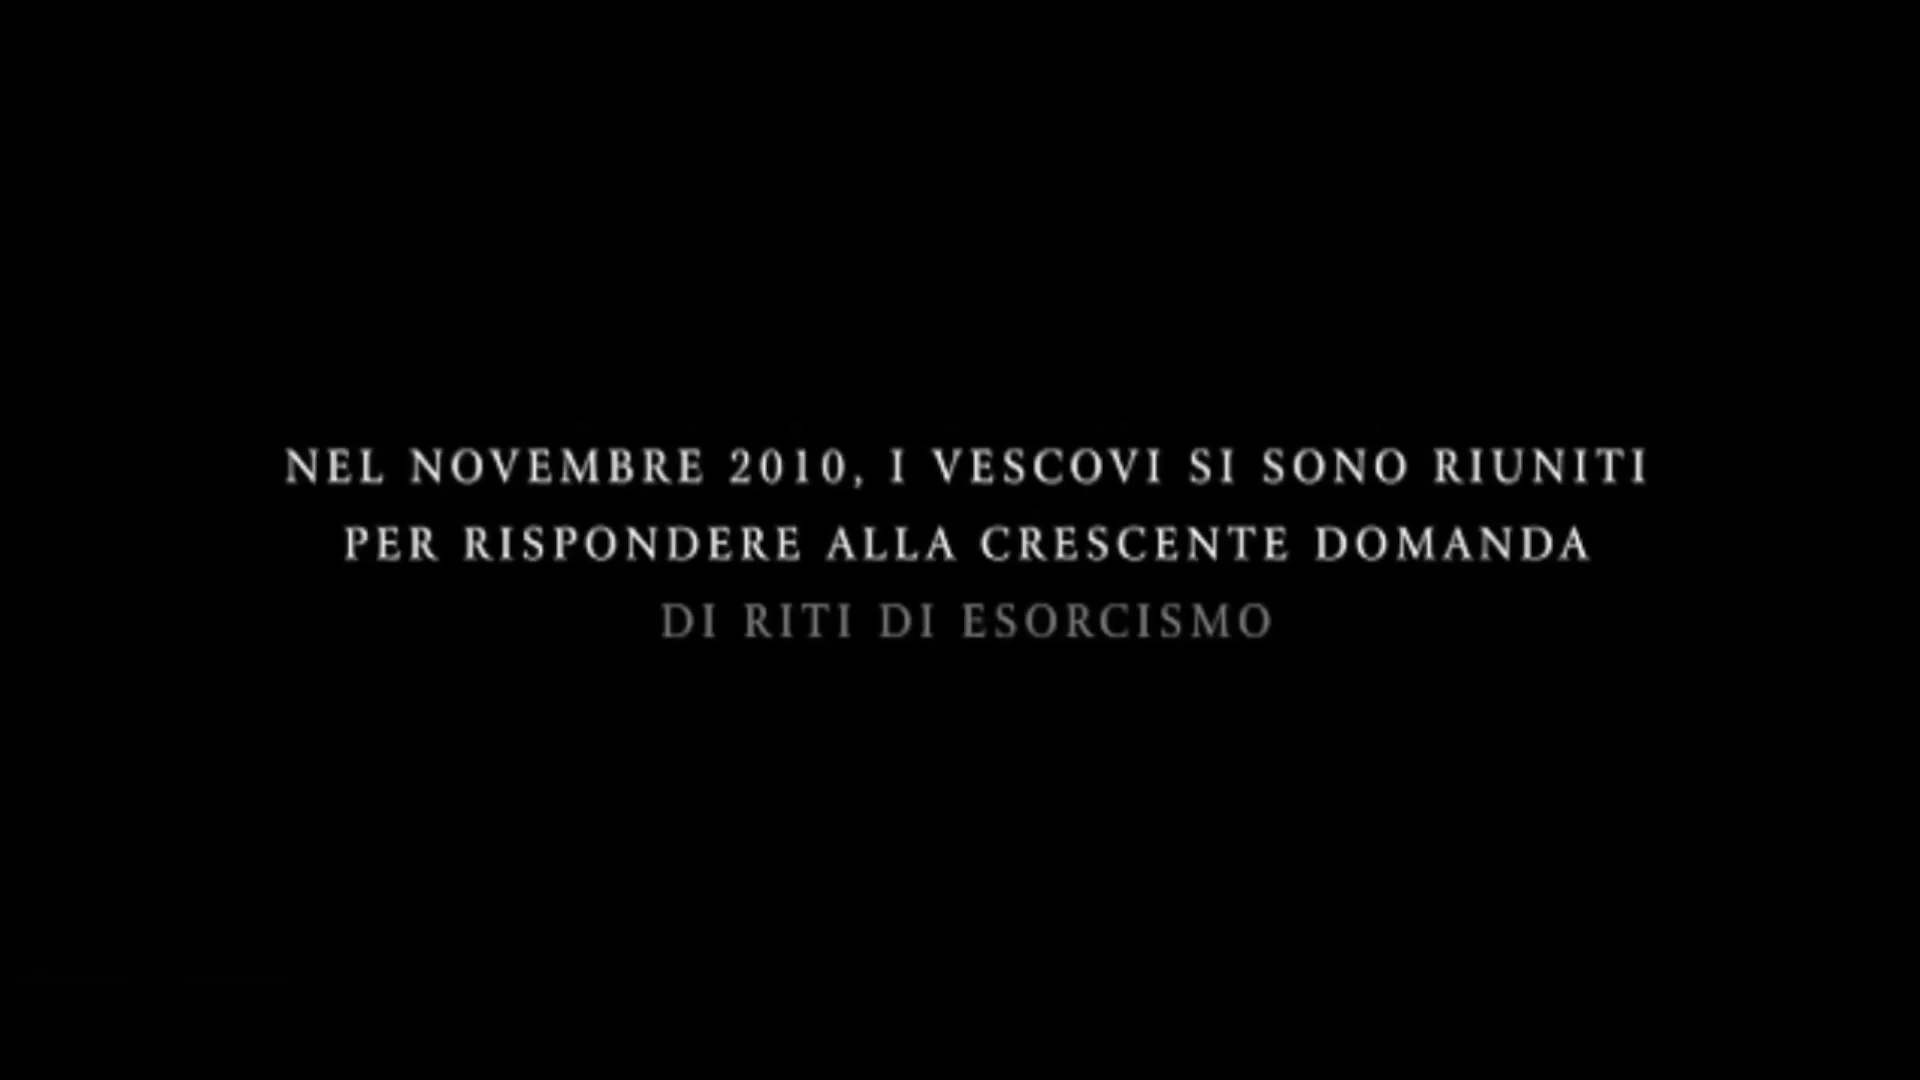 NEL NOVEMBRE 2010, I VESCOVI SI SONO RIUNITI
PER RISPONDERE ALLA CRESCENTE DOMANDA
DI RITI DI ESORCISMO